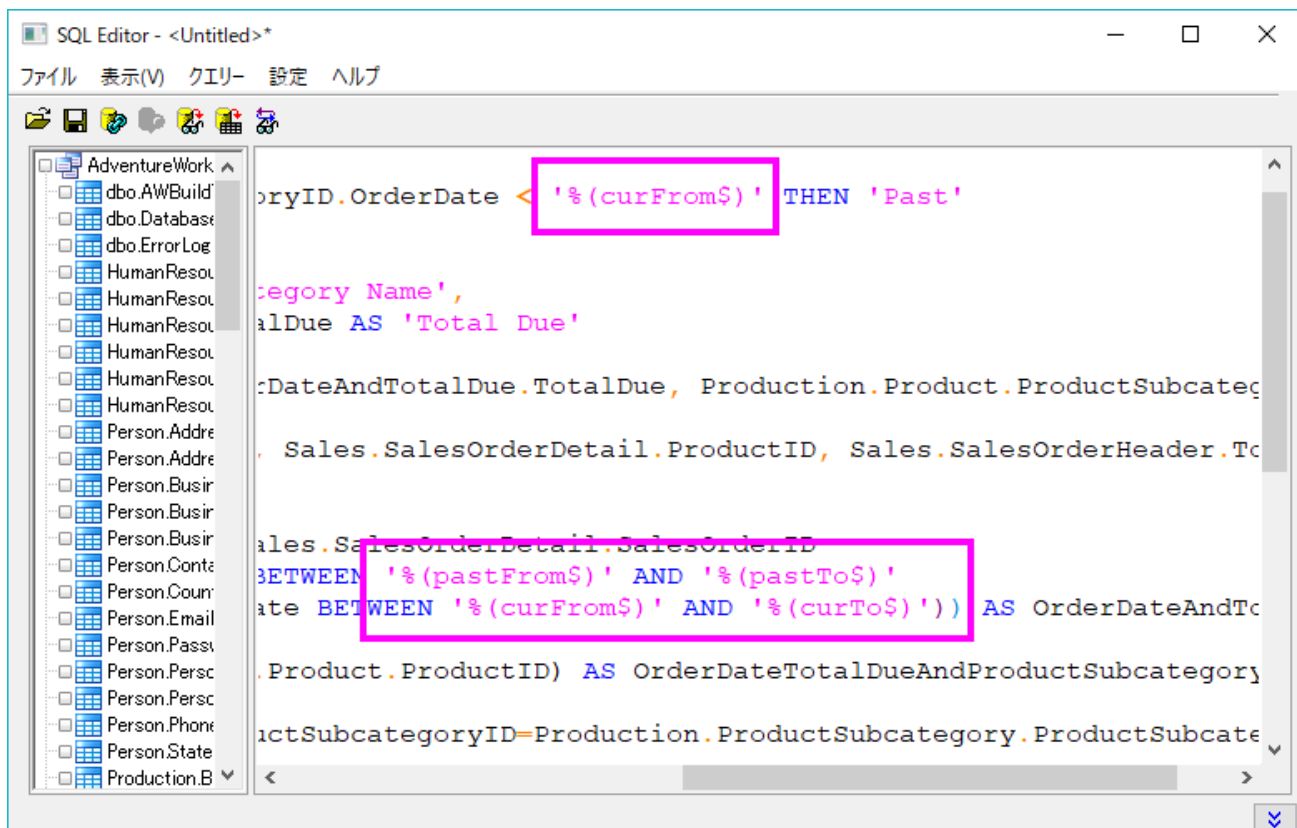 SQL Editor - <Untitled>*
ファイル 表示(V) クエリー 設定 ヘルプ
AdventureWork
dbo.AWBuild
dbo.Database
dbo.ErrorLog
HumanResou
HumanResou
HumanResou
HumanResou
HumanResou
HumanResou
Person.Addre
Person.Addre
Person.Busir
Person.Busir
Person.Busir
Person.Conta
Person.Coun
Person.Email
Person.Passw
Person.Perso
Person.Perso
Person.Phone
Person.State
Production.B
oryID.OrderDate < '%(curFrom$)' THEN 'Past'
tegory Name',
alDue AS 'Total Due'
rDateAndTotalDue.TotalDue, Production.Product.ProductSubcateg
, Sales.SalesOrderDetail.ProductID, Sales.SalesOrderHeader.To
ales.SalesOrderDetail.SalesOrderID
BETWEEN '%(pastFrom$)' AND '%(pastTo$)'
ate BETWEEN '%(curFrom$)' AND '%(curTo$)')) AS OrderDateAndTo
.Product.ProductID) AS OrderDateTotalDueAndProductSubcategory
uctSubcategoryID=Production.ProductSubcategory.ProductSubcate